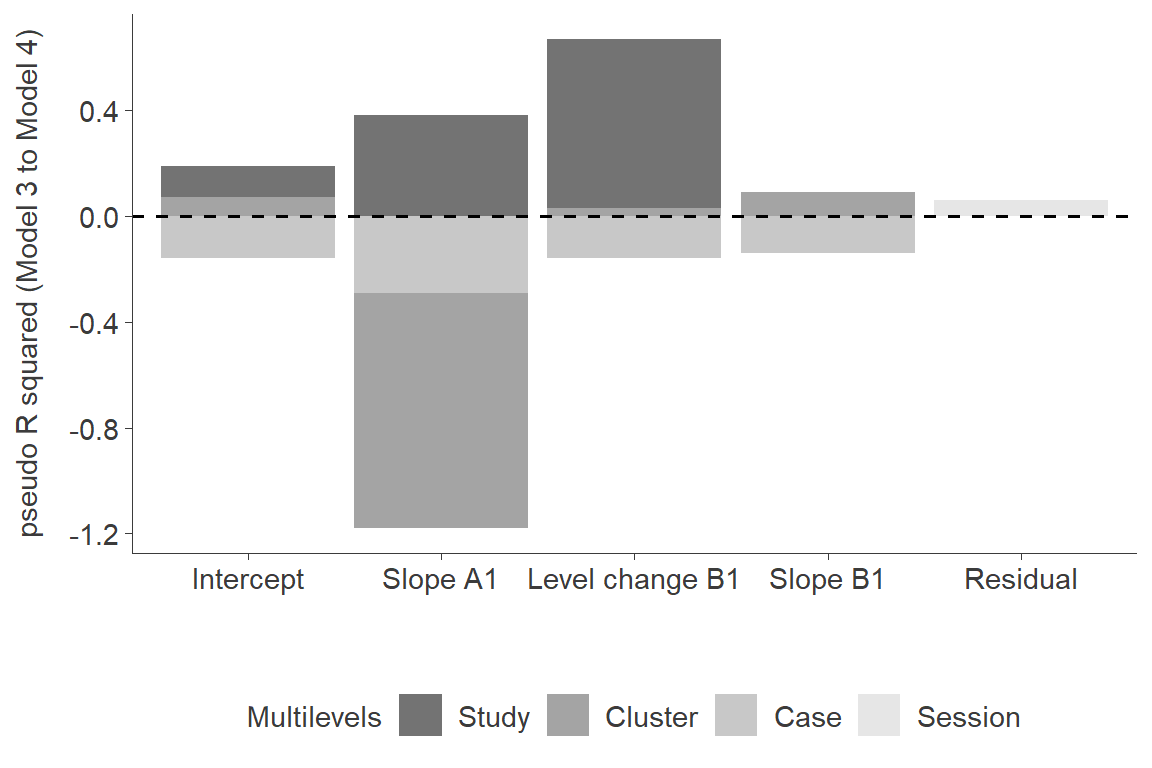 pseudo R squared (Model 3 to Model 4)
0.4
0.0
-0.4
-0.8
-1.2
Intercept
Slope A1
Level change B1
Slope B1
Residual
Multilevels
Study
Cluster
Case
Session